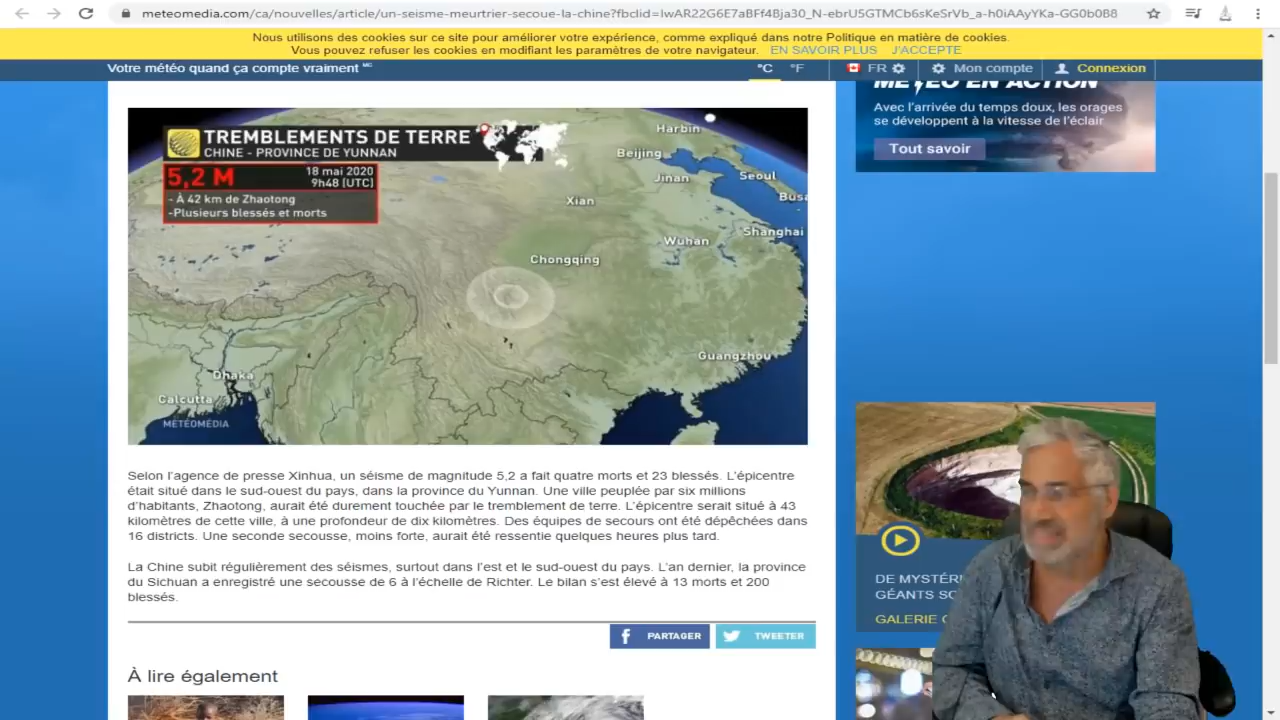 meteomedia.com/ca/nouvelles/article/un-seisme-meurtrier-secoue-la-chine?fbclid=IwAR22G6E7aBFf4Bja30_N-ebrU5GTMCb6sKeSrVb_a-h0iAAyYKa-GG0b0B8
Nous utilisons des cookies sur ce site pour améliorer votre expérience, comme expliqué dans notre Politique en matière de cookies.
Vous pouvez refuser les cookies en modifiant les paramètres de votre navigateur. EN SAVOIR PLUS J'ACCEPTE
Votre météo quand ça compte vraiment MC
°C °F FR Mon compte Connexion
MÉTÉO EN ACTION
Avec l'arrivée du temps doux, les orages
se développent à la vitesse de l'éclair
Tout savoir
TREMBLEMENTS DE TERRE
CHINE - PROVINCE DE YUNNAN
5,2 M
18 mai 2020
9h48 (UTC)
- À 42 km de Zhaotong
-Plusieurs blessés et morts
Harbin
Beijing
Jinan
Seoul
Busa
Xian
Shanghai
Wuhan
Chongqing
Guangzhou
Dhaka
Calcutta
MÉTÉOMÉDIA
Selon l'agence de presse Xinhua, un séisme de magnitude 5,2 a fait quatre morts et 23 blessés. L'épicentre
était situé dans le sud-ouest du pays, dans la province du Yunnan. Une ville peuplée par six millions
d'habitants, Zhaotong, aurait été durement touchée par le tremblement de terre. L'épicentre serait situé à 43
kilomètres de cette ville, à une profondeur de dix kilomètres. Des équipes de secours ont été dépêchées dans
16 districts. Une seconde secousse, moins forte, aurait été ressentie quelques heures plus tard.
La Chine subit régulièrement des séismes, surtout dans l'est et le sud-ouest du pays. L'an dernier, la province
du Sichuan a enregistré une secousse de 6 à l'échelle de Richter. Le bilan s'est élevé à 13 morts et 200
blessés.
PARTAGER TWEETER
À lire également
DE MYSTÉRI
GÉANTS SO
GALERIE